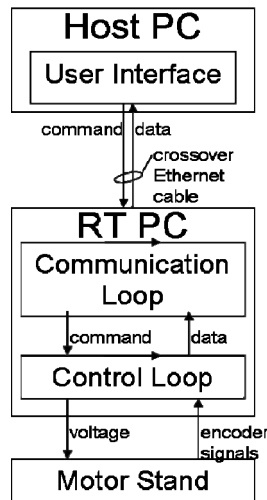 Host PC
User Interface
command data
crossover
Ethernet
cable
RT PC
Communication
Loop
command data
Control Loop
voltage encoder
signals
Motor Stand